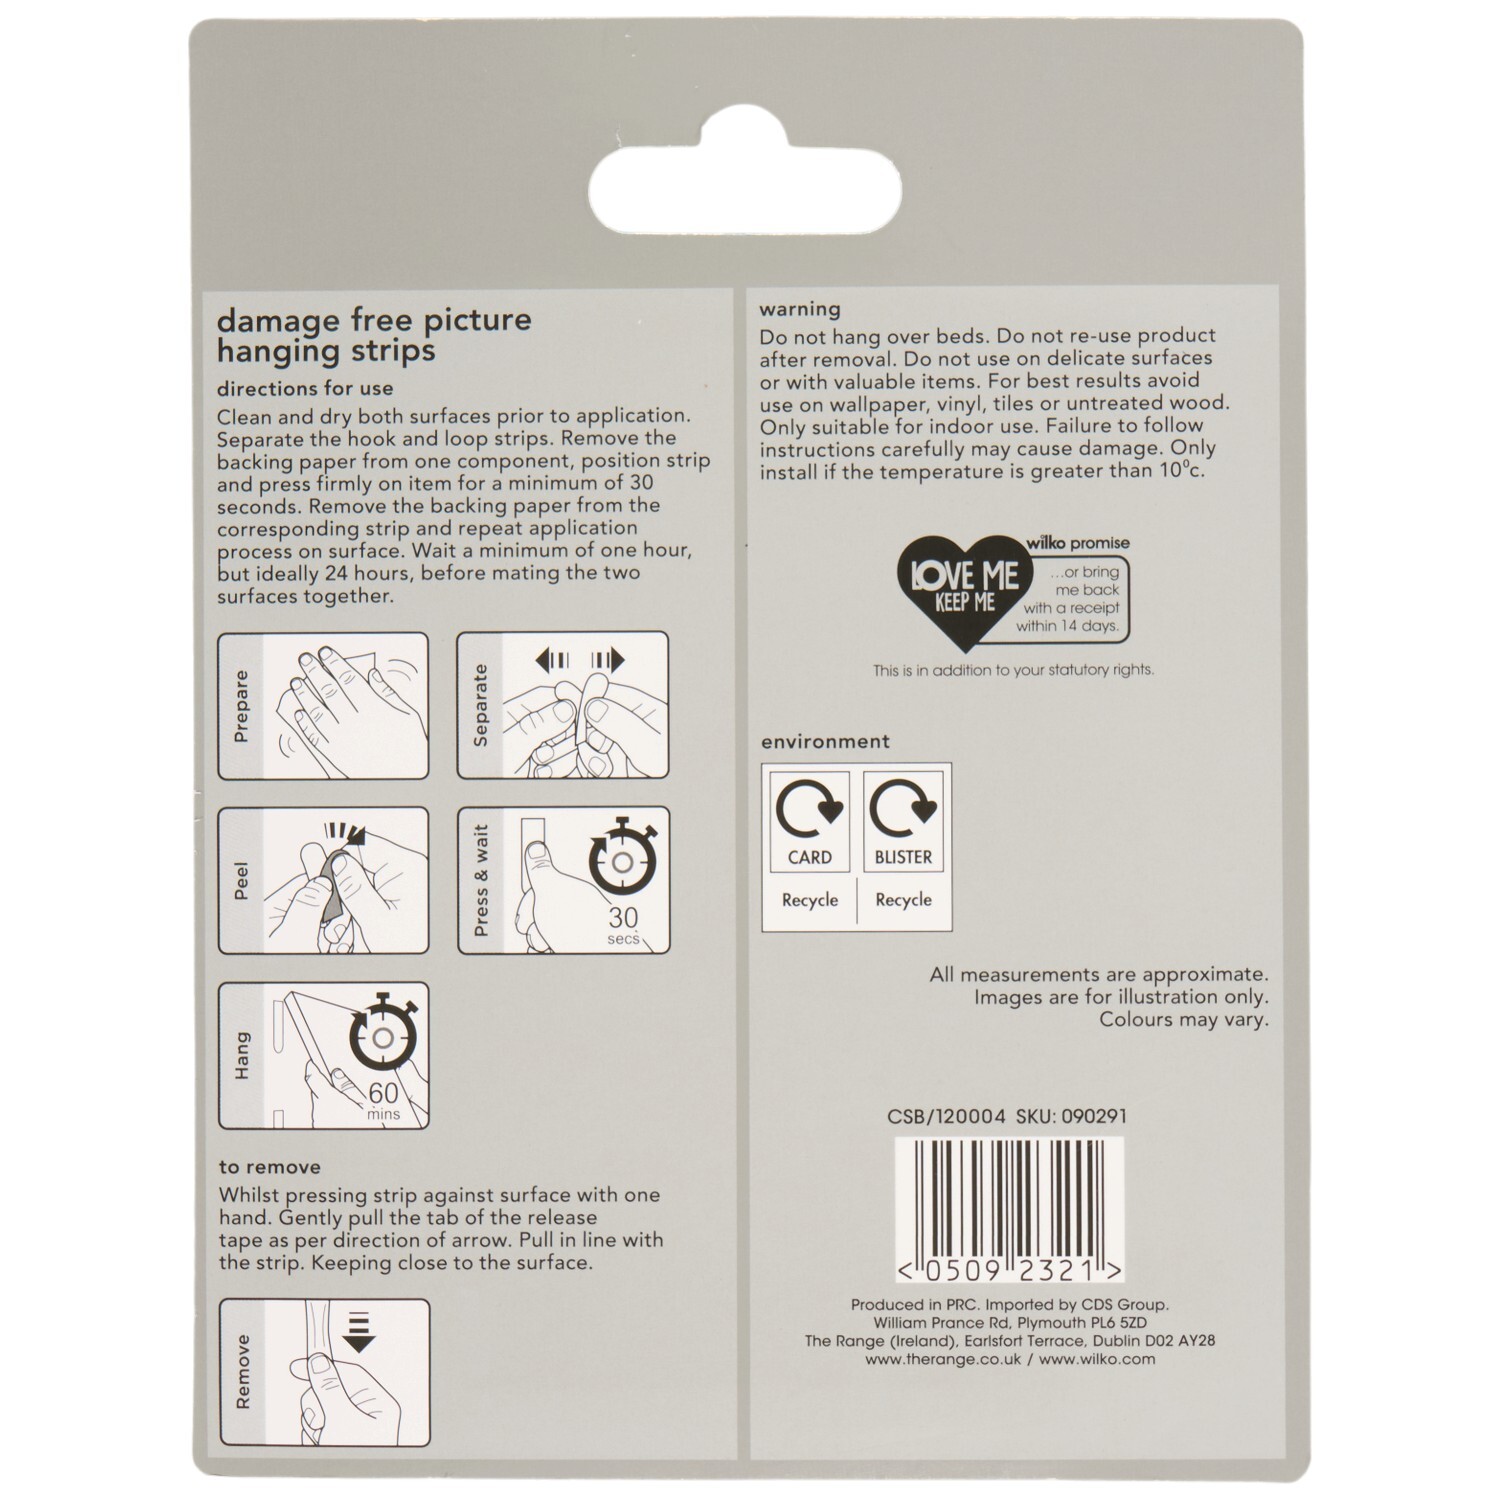 damage free picture
hanging strips
directions for use
Clean and dry both surfaces prior to application.
Separate the hook and loop strips. Remove the
backing paper from one component, position strip
and press firmly on item for a minimum of 30
seconds. Remove the backing paper from the
corresponding strip and repeat application
process on surface. Wait a minimum of one hour,
but ideally 24 hours, before mating the two
surfaces together.
Prepare
Separate
Peel
Press & wait
30
secs
Hang
60
mins
to remove
Whilst pressing strip against surface with one
hand. Gently pull the tab of the release
tape as per direction of arrow. Pull in line with
the strip. Keeping close to the surface.
Remove
warning
Do not hang over beds. Do not re-use product
after removal. Do not use on delicate surfaces
or with valuable items. For best results avoid
use on wallpaper, vinyl, tiles or untreated wood.
Only suitable for indoor use. Failure to follow
instructions carefully may cause damage. Only
install if the temperature is greater than 10⁰c.
wilko promise
LOVE ME
KEEP ME
...or bring
me back
with a receipt
within 14 days.
This is in addition to your statutory rights.
environment
CARD
BLISTER
Recycle
Recycle
All measurements are approximate.
Images are for illustration only.
Colours may vary.
CSB/120004 SKU: 090291
<0509 2321>
Produced in PRC. Imported by CDS Group.
William Prance Rd, Plymouth PL6 5ZD
The Range (Ireland), Earlsfort Terrace, Dublin D02 AY28
www.therange.co.uk / www.wilko.com